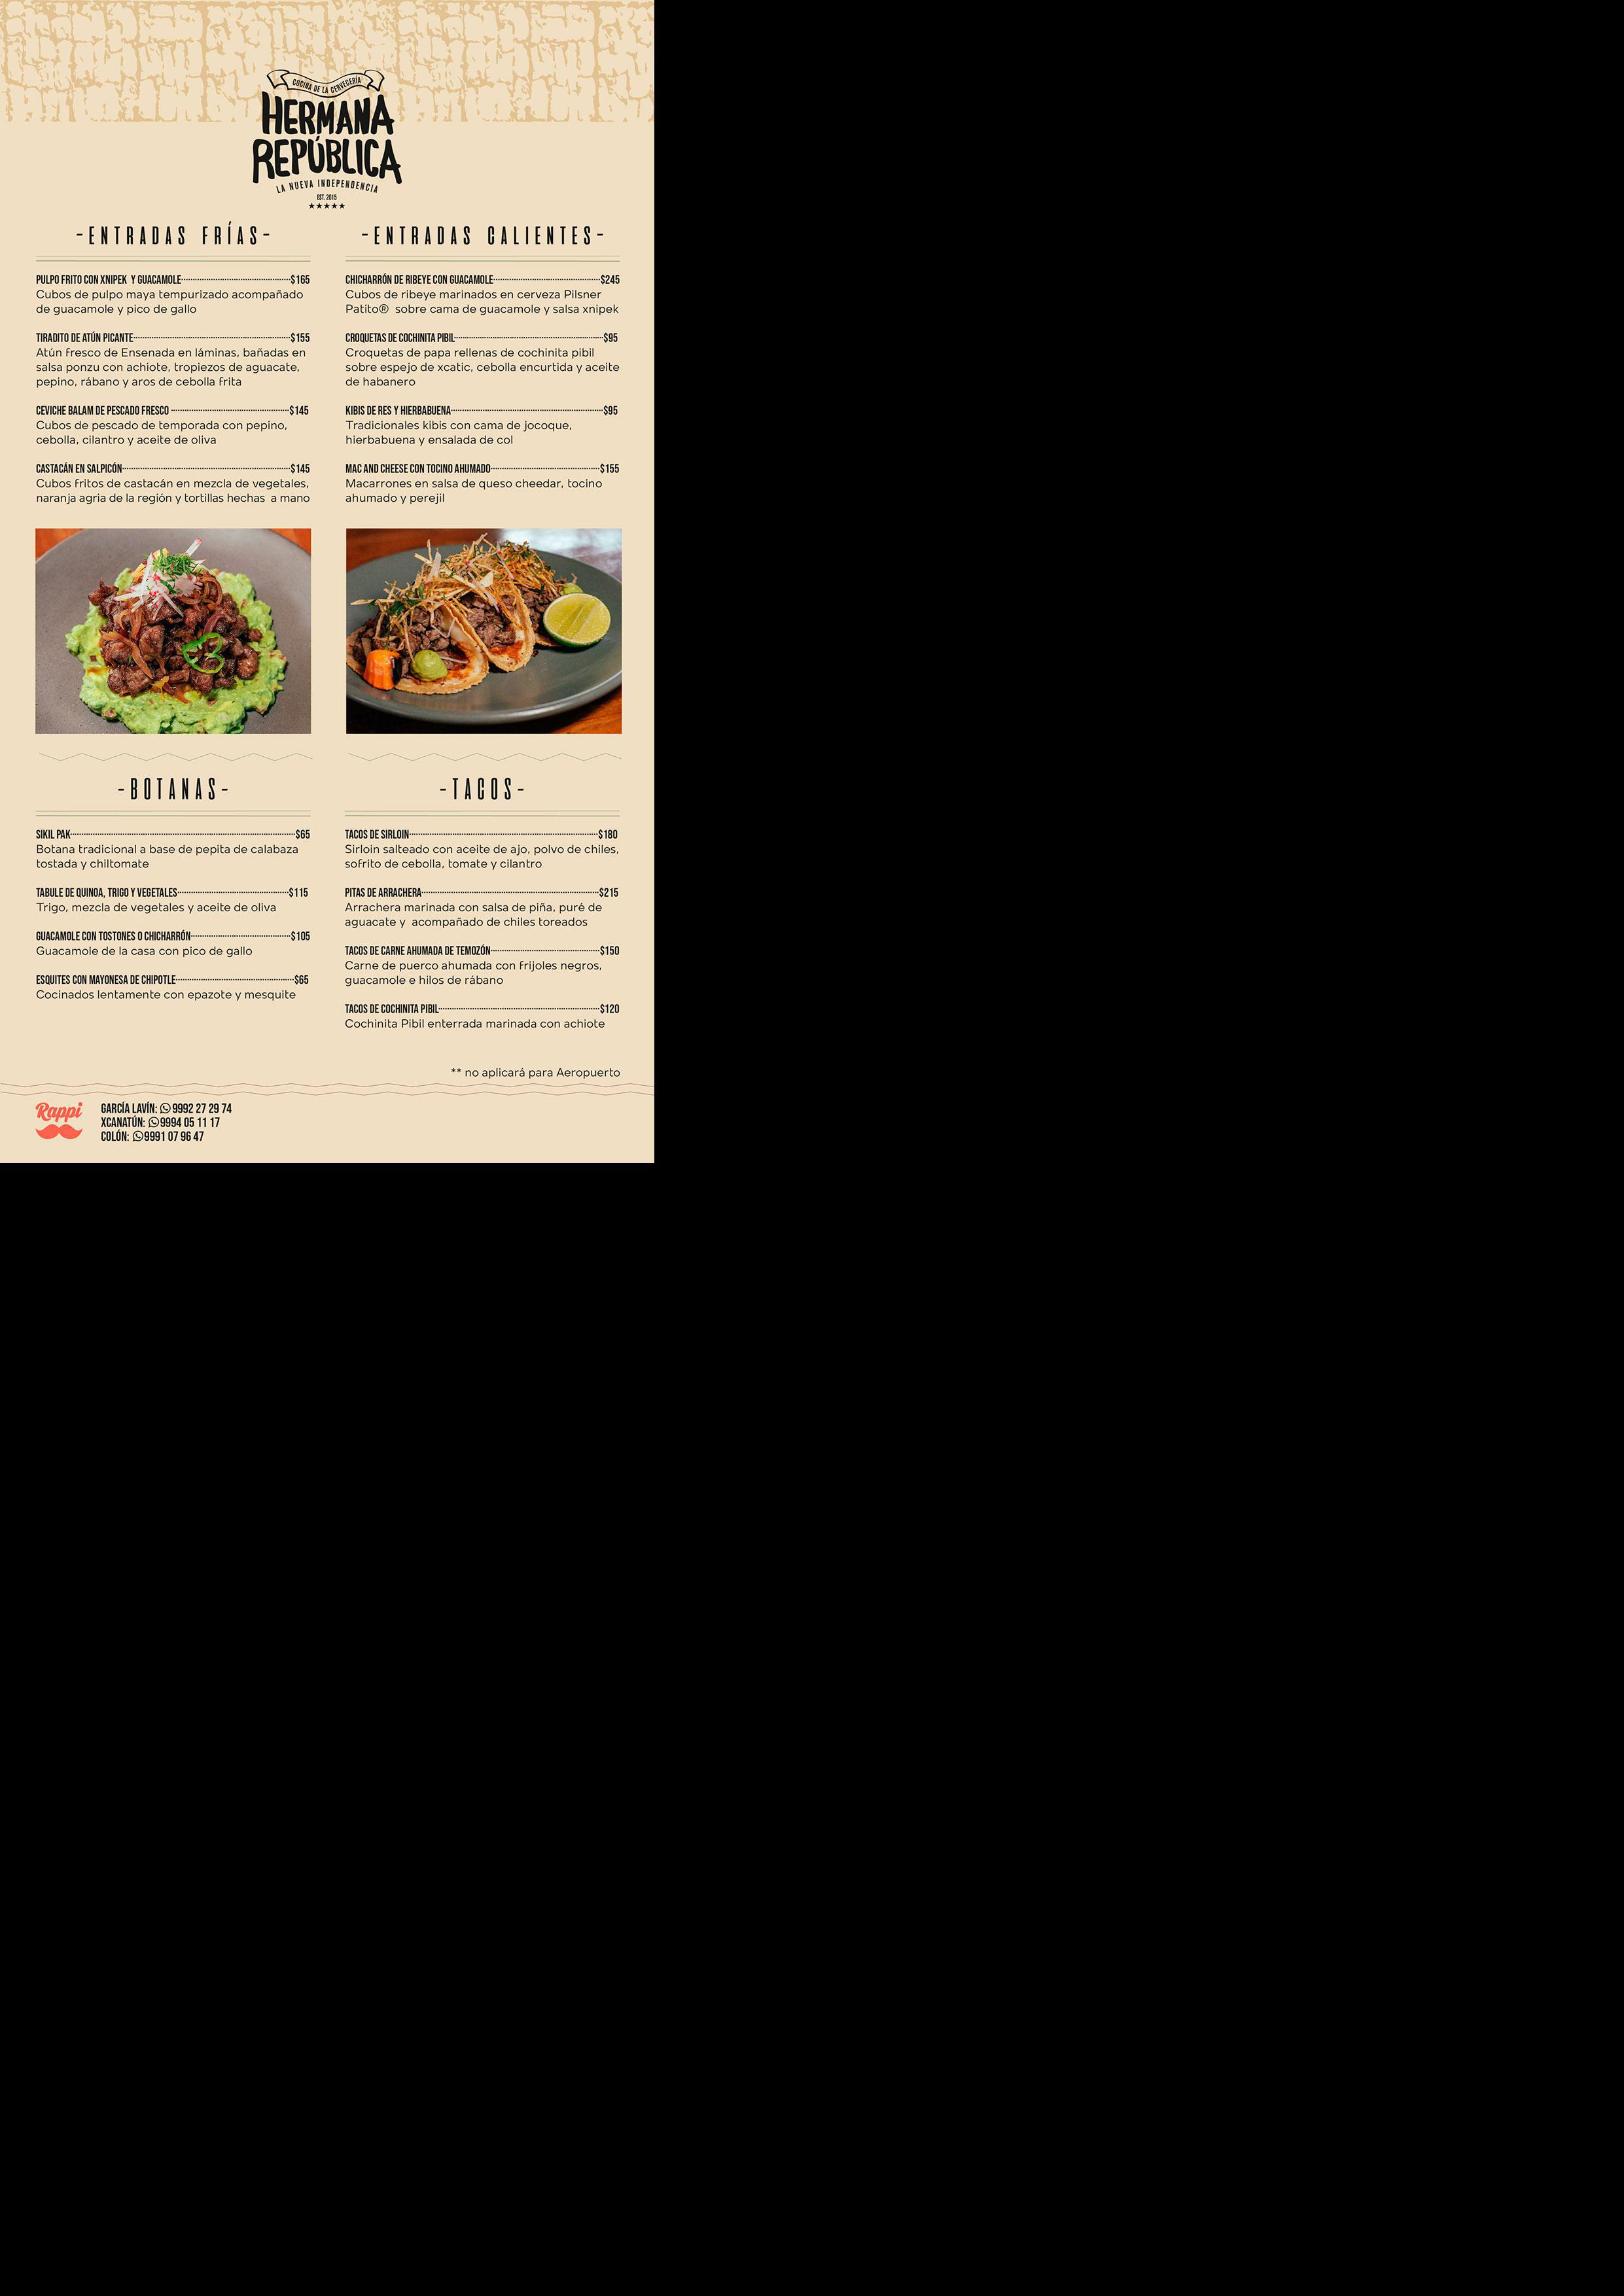 COCINA DE LA CERVECERÍA
HERMANA
REPÚBLICA
LA NUEVA INDEPENDENCIA
EST. 2015
-ENTRADAS FRÍAS-
PULPO FRITO CON XNIPEK Y GUACAMOLE $165
Cubos de pulpo maya tempurizado acompañado
de guacamole y pico de gallo
TIRADITO DE ATÚN PICANTE $155
Atún fresco de Ensenada en láminas, bañadas en
salsa ponzu con achiote, tropiezos de aguacate,
pepino, rábano y aros de cebolla frita
CEVICHE BALAM DE PESCADO FRESCO $145
Cubos de pescado de temporada con pepino,
cebolla, cilantro y aceite de oliva
CASTACÁN EN SALPICÓN $145
Cubos fritos de castacán en mezcla de vegetales,
naranja agria de la región y tortillas hechas a mano
-ENTRADAS CALIENTES-
CHICHARRÓN DE RIBEYE CON GUACAMOLE $245
Cubos de ribeye marinados en cerveza Pilsner
Patito® sobre cama de guacamole y salsa xnipek
CROQUETAS DE COCHINITA PIBIL $95
Croquetas de papa rellenas de cochinita pibil
sobre espejo de xcatic, cebolla encurtida y aceite
de habanero
KIBIS DE RES Y HIERBABUENA $95
Tradicionales kibis con cama de jocoque,
hierbabuena y ensalada de col
MAC AND CHEESE CON TOCINO AHUMADO $155
Macarrones en salsa de queso cheedar, tocino
ahumado y perejil
-BOTANAS-
SIKIL PAK $65
Botana tradicional a base de pepita de calabaza
tostada y chiltomate
TABULE DE QUINOA, TRIGO Y VEGETALES $115
Trigo, mezcla de vegetales y aceite de oliva
GUACAMOLE CON TOSTONES O CHICHARRÓN $105
Guacamole de la casa con pico de gallo
ESQUITES CON MAYONESA DE CHIPOTLE $65
Cocinados lentamente con epazote y mesquite
-TACOS-
TACOS DE SIRLOIN $180
Sirloin salteado con aceite de ajo, polvo de chiles,
sofrito de cebolla, tomate y cilantro
PITAS DE ARRACHERA $215
Arrachera marinada con salsa de piña, puré de
aguacate y acompañado de chiles toreados
TACOS DE CARNE AHUMADA DE TEMOZÓN $150
Carne de puerco ahumada con frijoles negros,
guacamole e hilos de rábano
TACOS DE COCHINITA PIBIL $120
Cochinita Pibil enterrada marinada con achiote
** no aplicará para Aeropuerto
Rappi
GARCÍA LAVÍN: 9992 27 29 74
XCANATÚN: 9994 05 11 17
COLÓN: 9991 07 96 47